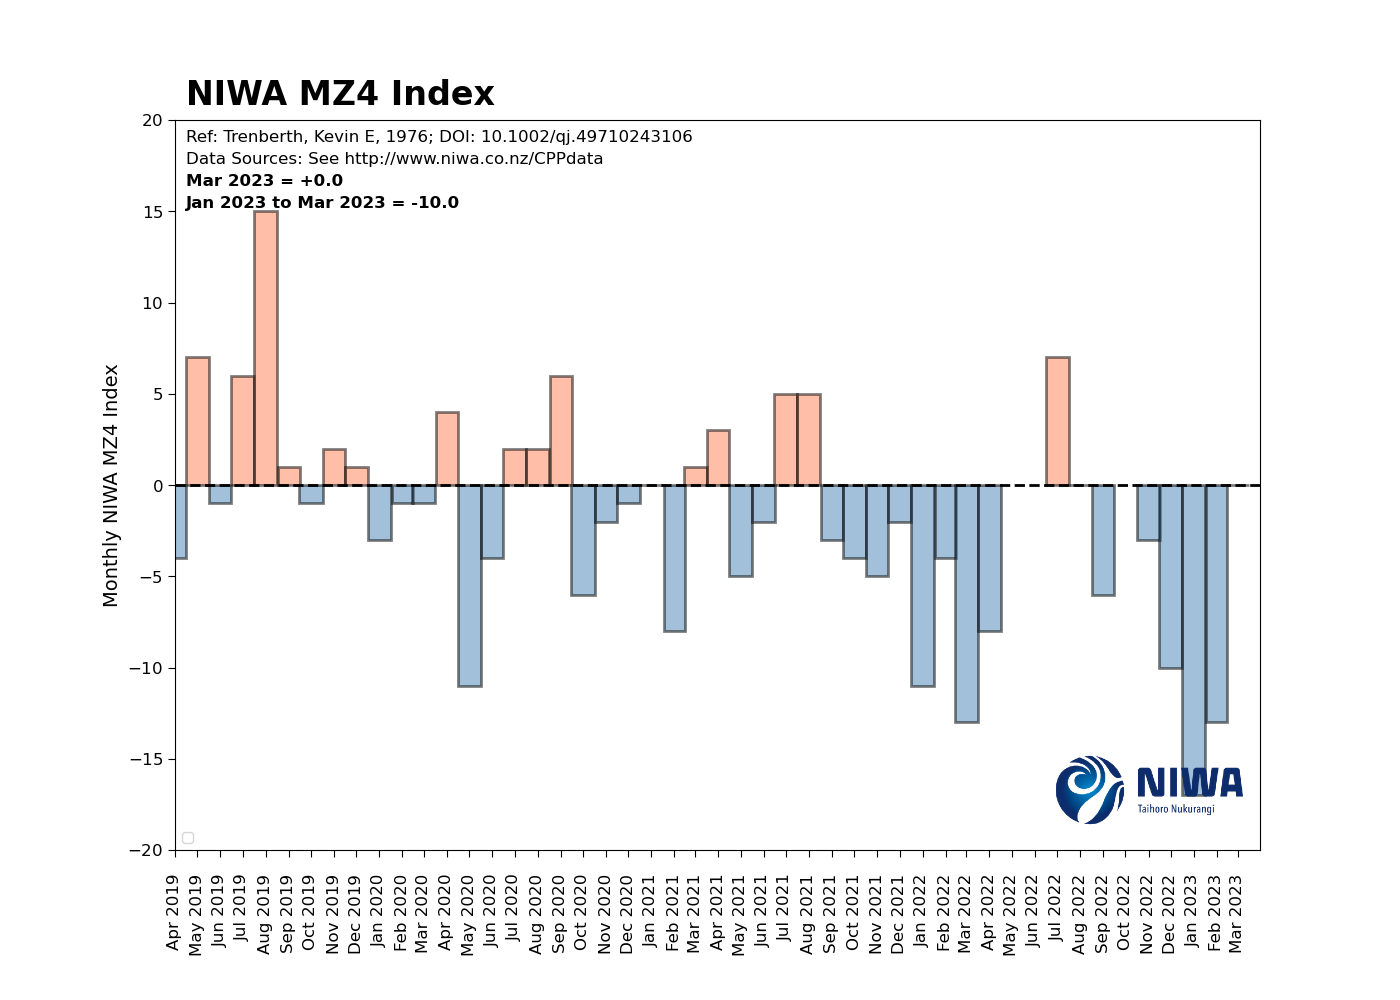 NIWA MZ4 Index
Ref: Trenberth, Kevin E, 1976; DOI: 10.1002/qj.49710243106
Data Sources: See http://www.niwa.co.nz/CPPdata
Mar 2023 = +0.0
Jan 2023 to Mar 2023 = -10.0
Monthly NIWA MZ4 Index
20
15
10
5
0
−5
−10
−15
−20
NIWA
Taihoro Nukurangi
Apr 2019
May 2019
Jun 2019
Jul 2019
Aug 2019
Sep 2019
Oct 2019
Nov 2019
Dec 2019
Jan 2020
Feb 2020
Mar 2020
Apr 2020
May 2020
Jun 2020
Jul 2020
Aug 2020
Sep 2020
Oct 2020
Nov 2020
Dec 2020
Jan 2021
Feb 2021
Mar 2021
Apr 2021
May 2021
Jun 2021
Jul 2021
Aug 2021
Sep 2021
Oct 2021
Nov 2021
Dec 2021
Jan 2022
Feb 2022
Mar 2022
Apr 2022
May 2022
Jun 2022
Jul 2022
Aug 2022
Sep 2022
Oct 2022
Nov 2022
Dec 2022
Jan 2023
Feb 2023
Mar 2023